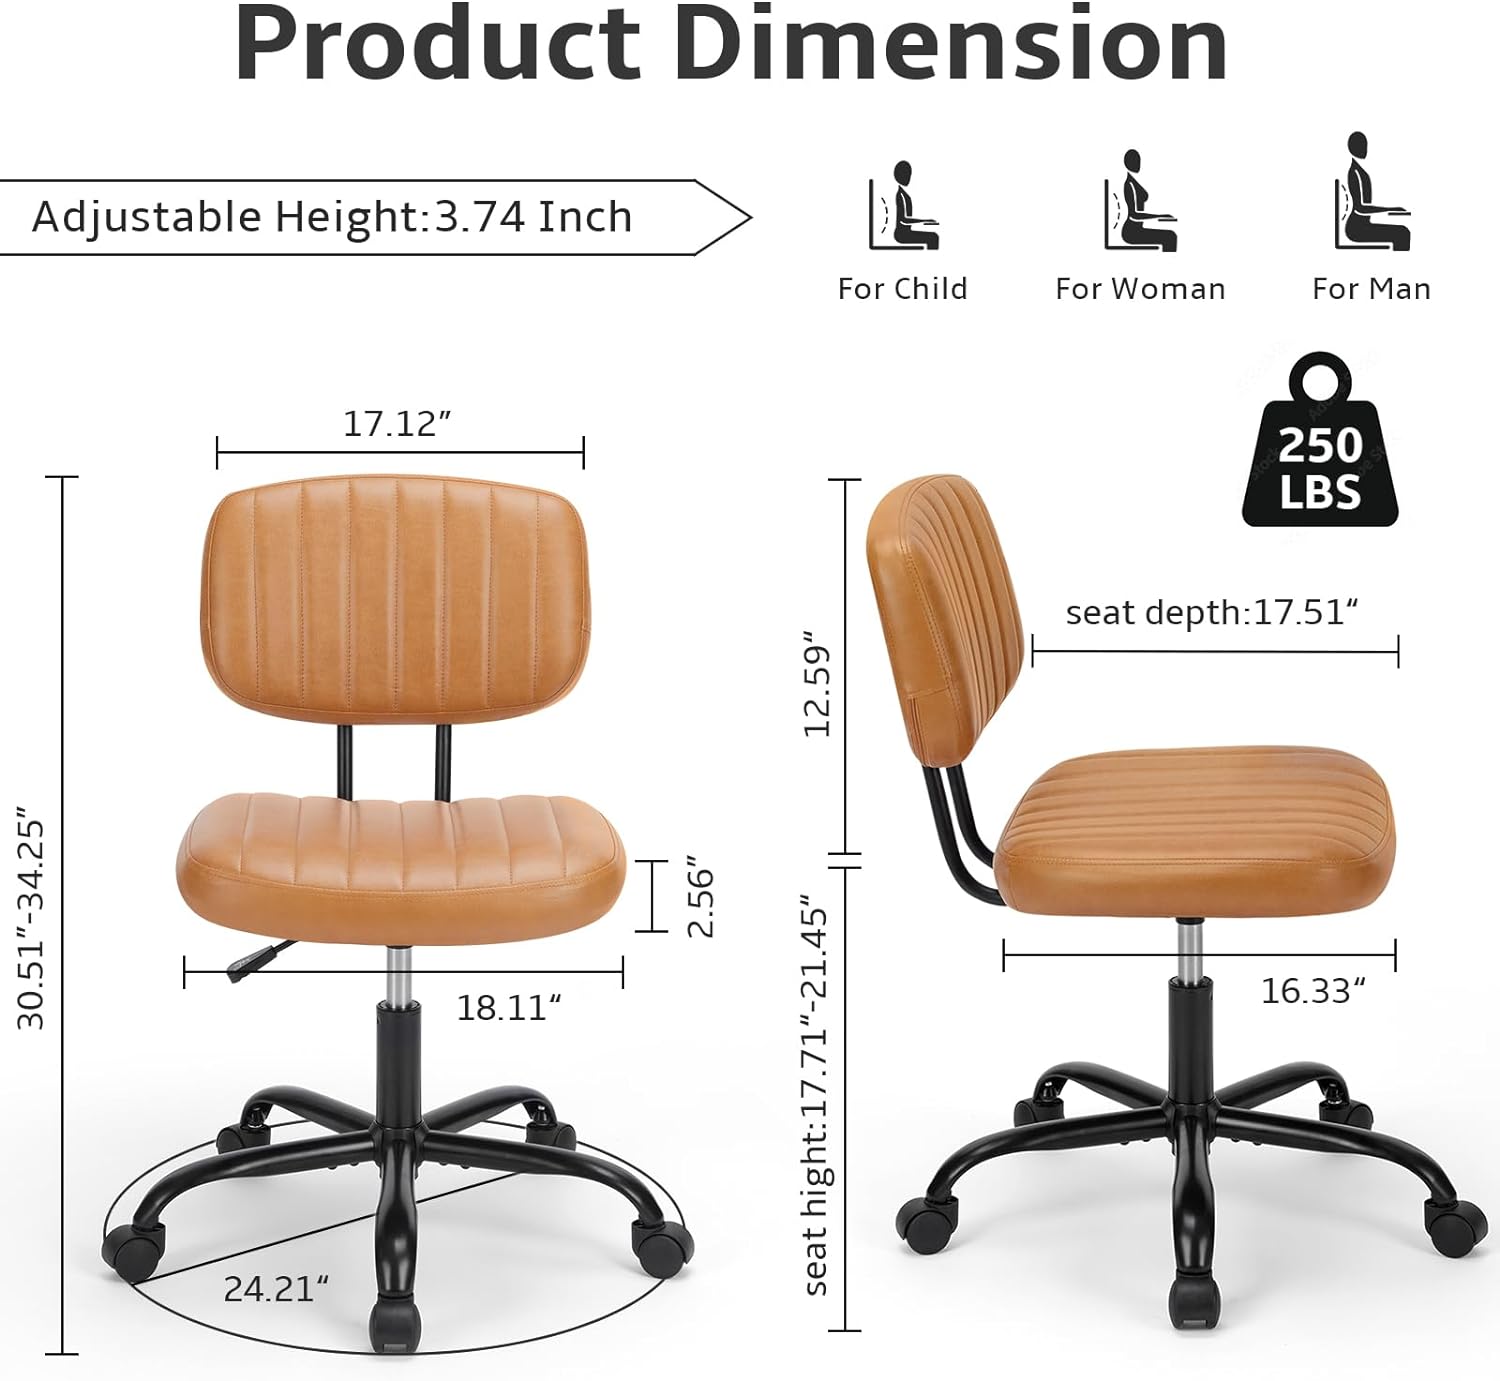 Product Dimension
Adjustable Height:3.74 Inch
For Child
For Woman
For Man
250
LBS
17.12”
30.51”-34.25”
2.56”
18.11“
24.21“
12.59“
seat depth:17.51“
seat hight:17.71“-21.45“
16.33“